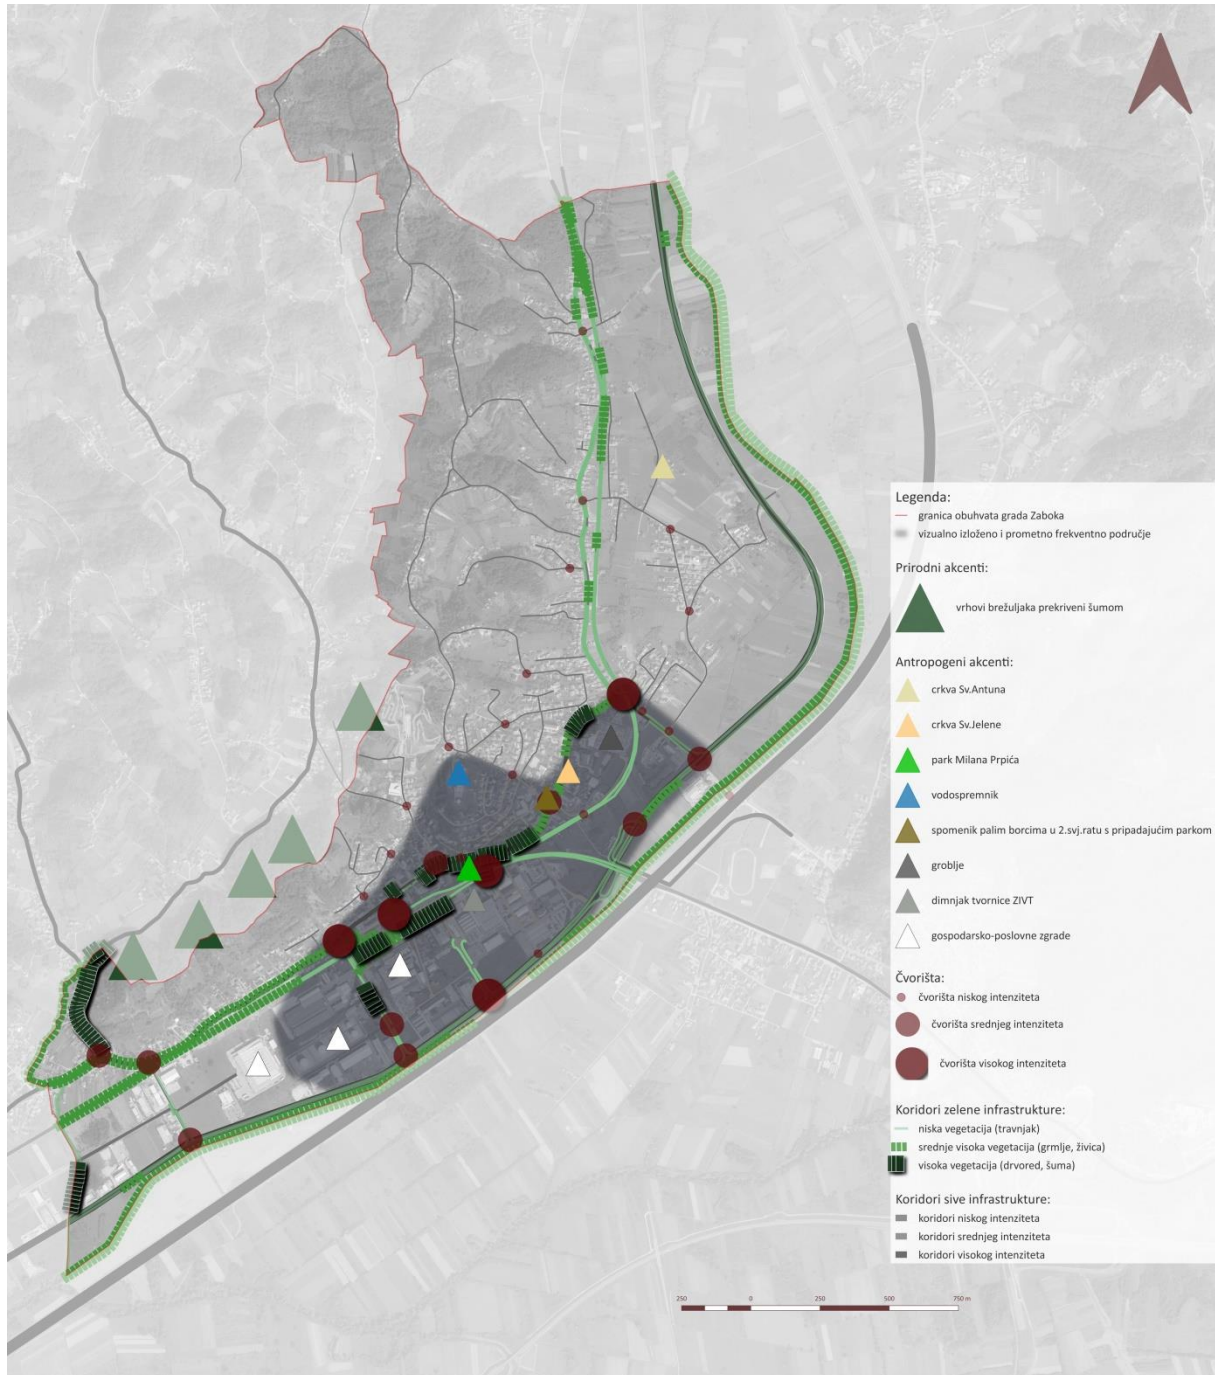 Legenda:
granica obuhvata grada Zaboka
vizualno izloženo i prometno frekventno područje
Prirodni akcenti:
vrhovi brežuljaka prekriveni šumom
Antropogeni akcenti:
crkva Sv.Antuna
crkva Sv.Jelene
park Milana Prpića
vodospremnik
spomenik palim borcima u 2.svj.ratu s pripadajućim parkom
groblje
dimnjak tvornice ZIVT
gospodarsko-poslovne zgrade
Čvorišta:
čvorišta niskog intenziteta
čvorišta srednjeg intenziteta
čvorišta visokog intenziteta
Koridori zelene infrastrukture:
niska vegetacija (travnjak)
srednje visoka vegetacija (grmlje, živica)
visoka vegetacija (drvored, šuma)
Koridori sive infrastrukture:
koridori niskog intenziteta
koridori srednjeg intenziteta
koridori visokog intenziteta
250 0 250 500 750 m